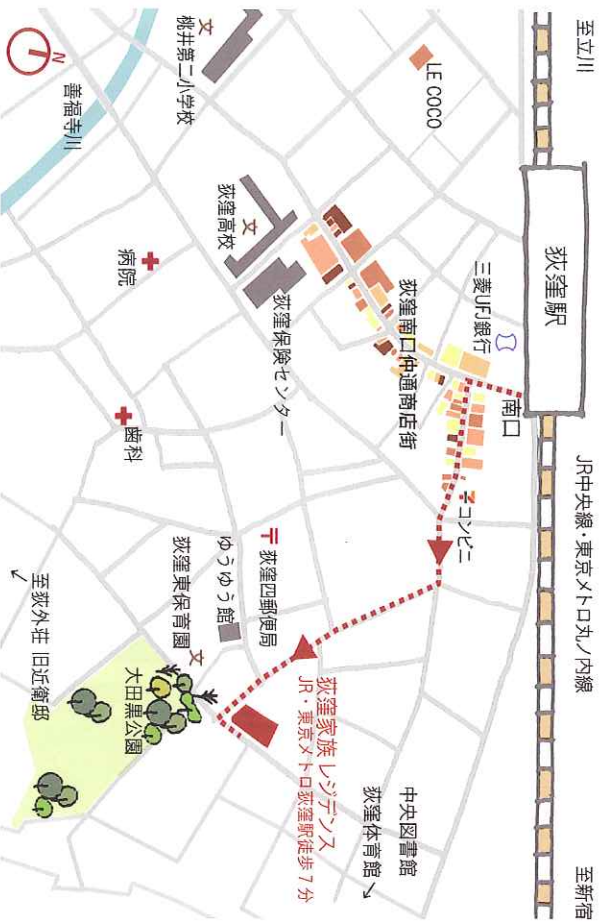 至立川
荻窪駅
JR中央線・東京メトロ丸ノ内線
至新宿
南口
三菱UFJ銀行
コンビニ
LE COCO
荻窪南口仲通商店街
桃井第二小学校
文
荻窪高校
文
荻窪保険センター
N
善福寺川
病院
歯科
〒荻窪四郵便局
ゆうゆう館
荻窪東保育園
文
大田黒公園
至荻外荘 旧近衛邸
荻窪家族レジデンス
JR・東京メトロ荻窪駅徒歩7分
中央図書館
荻窪体育館